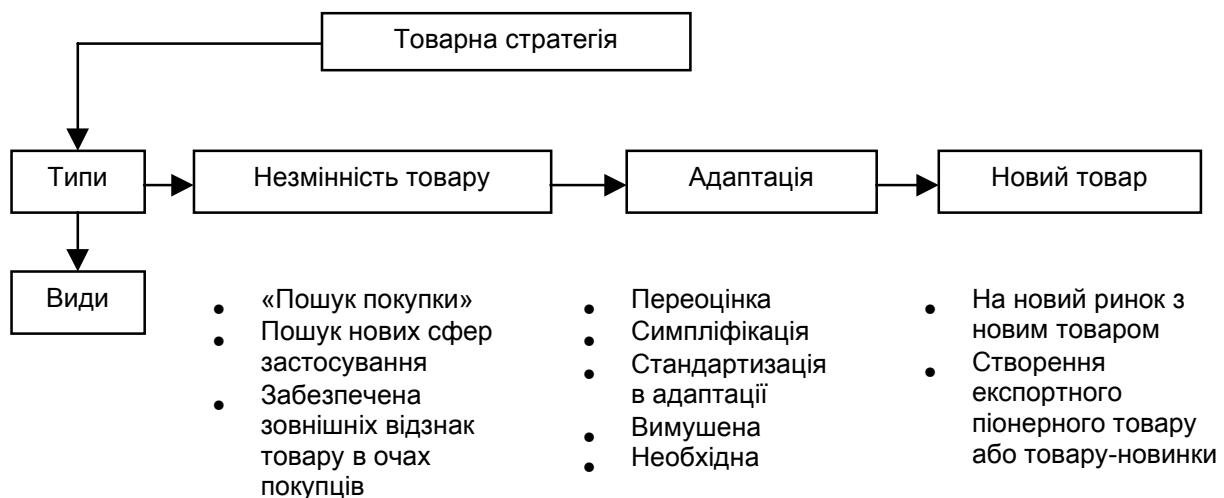 Товарна стратегія
Типи
Незмінність товару
Адаптація
Новий товар
Види
• «Пошук покупки»
• Пошук нових сфер
застосування
• Забезпечена
зовнішніх відзнак
товару в очах
покупців
• Переоцінка
• Симпліфікація
• Стандартизація
в адаптації
• Вимушена
• Необхідна
• На новий ринок з
новим товаром
• Створення
експортного
піонерного товару
або товару-новинки